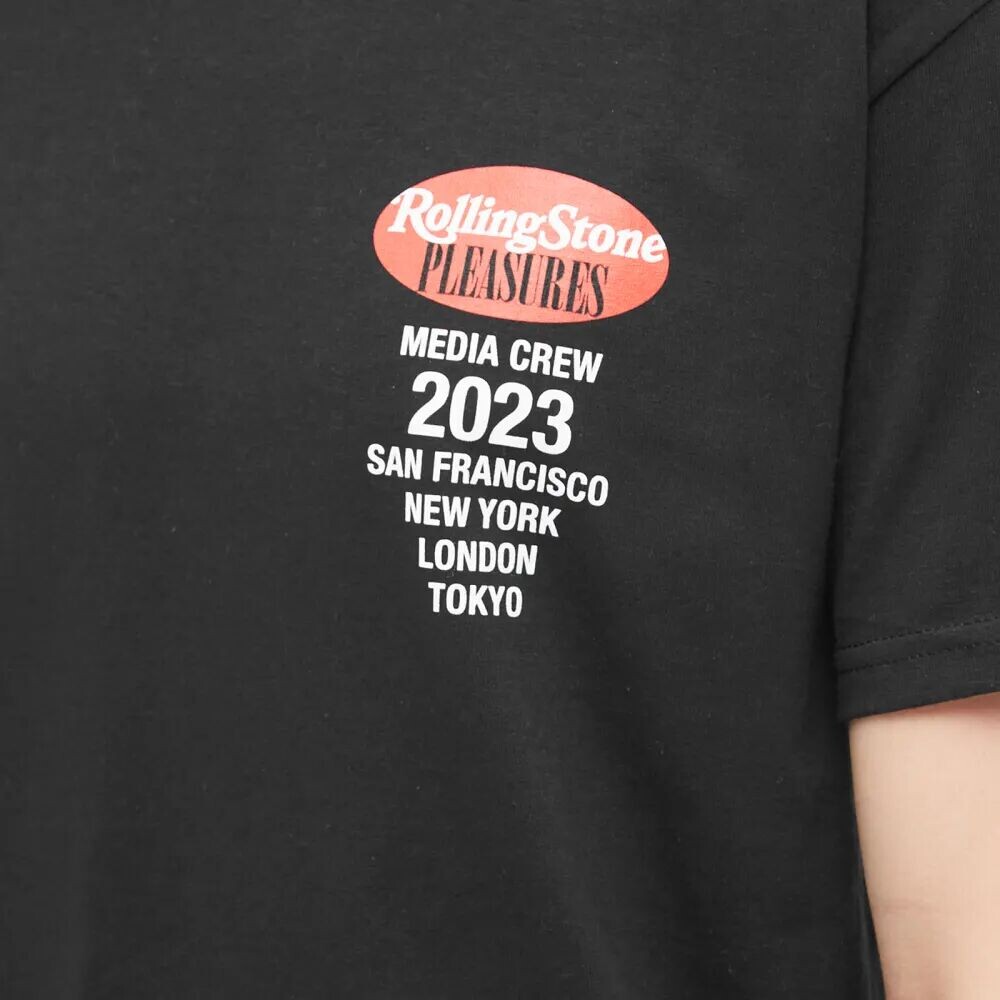 RollingStone
PLEASURES
MEDIA CREW
2023
SAN FRANCISCO
NEW YORK
LONDON
TOKYO